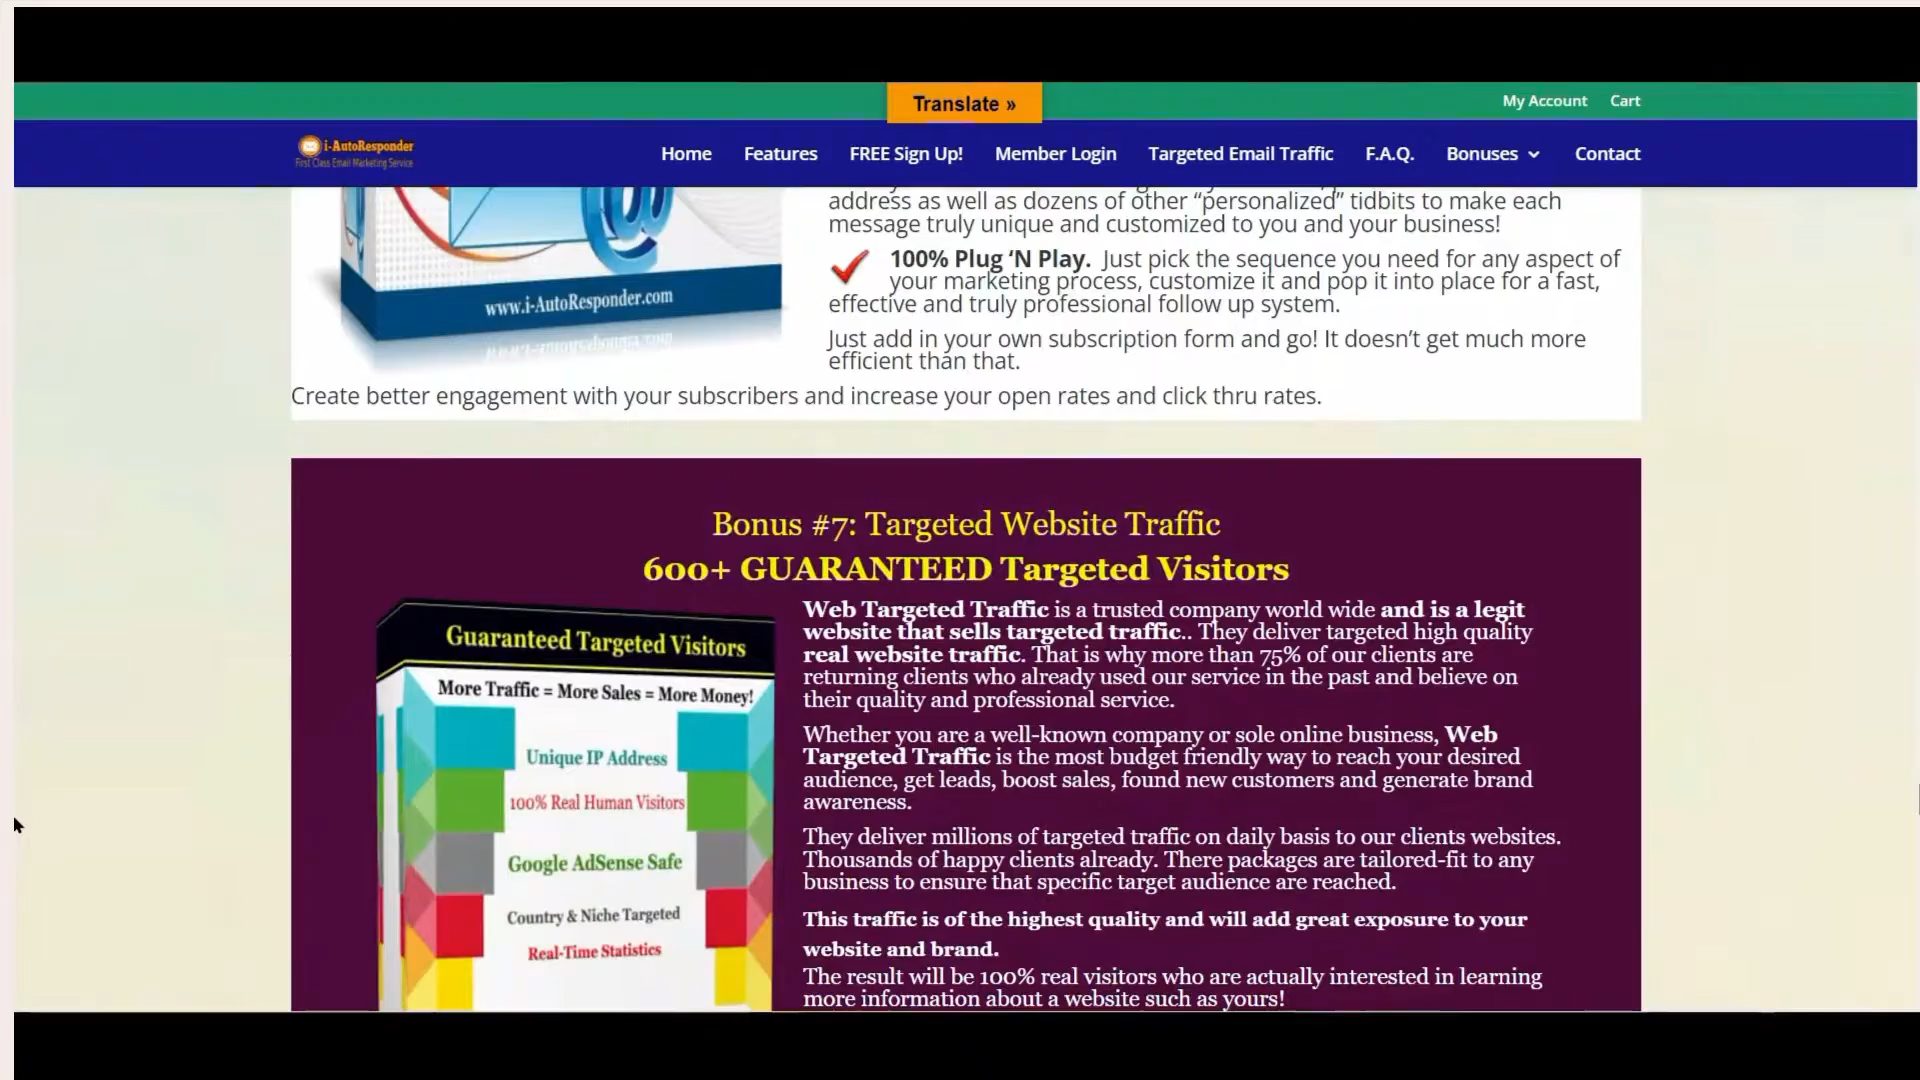 Translate »
My Account Cart
i-AutoResponder
First Class Email Marketing Service
Home Features FREE Sign Up! Member Login Targeted Email Traffic F.A.Q. Bonuses Contact
address as well as dozens of other “personalized” tidbits to make each
message truly unique and customized to you and your business!
100% Plug ‘N Play. Just pick the sequence you need for any aspect of
your marketing process, customize it and pop it into place for a fast,
effective and truly professional follow up system.
Just add in your own subscription form and go! It doesn’t get much more
efficient than that.
www.i-AutoResponder.com
Create better engagement with your subscribers and increase your open rates and click thru rates.
Bonus #7: Targeted Website Traffic
600+ GUARANTEED Targeted Visitors
Guaranteed Targeted Visitors
More Traffic = More Sales = More Money!
Unique IP Address
100% Real Human Visitors
Google AdSense Safe
Country & Niche Targeted
Real-Time Statistics
Web Targeted Traffic is a trusted company world wide and is a legit
website that sells targeted traffic.. They deliver targeted high quality
real website traffic. That is why more than 75% of our clients are
returning clients who already used our service in the past and believe on
their quality and professional service.
Whether you are a well-known company or sole online business, Web
Targeted Traffic is the most budget friendly way to reach your desired
audience, get leads, boost sales, found new customers and generate brand
awareness.
They deliver millions of targeted traffic on daily basis to our clients websites.
Thousands of happy clients already. There packages are tailored-fit to any
business to ensure that specific target audience are reached.
This traffic is of the highest quality and will add great exposure to your
website and brand.
The result will be 100% real visitors who are actually interested in learning
more information about a website such as yours!